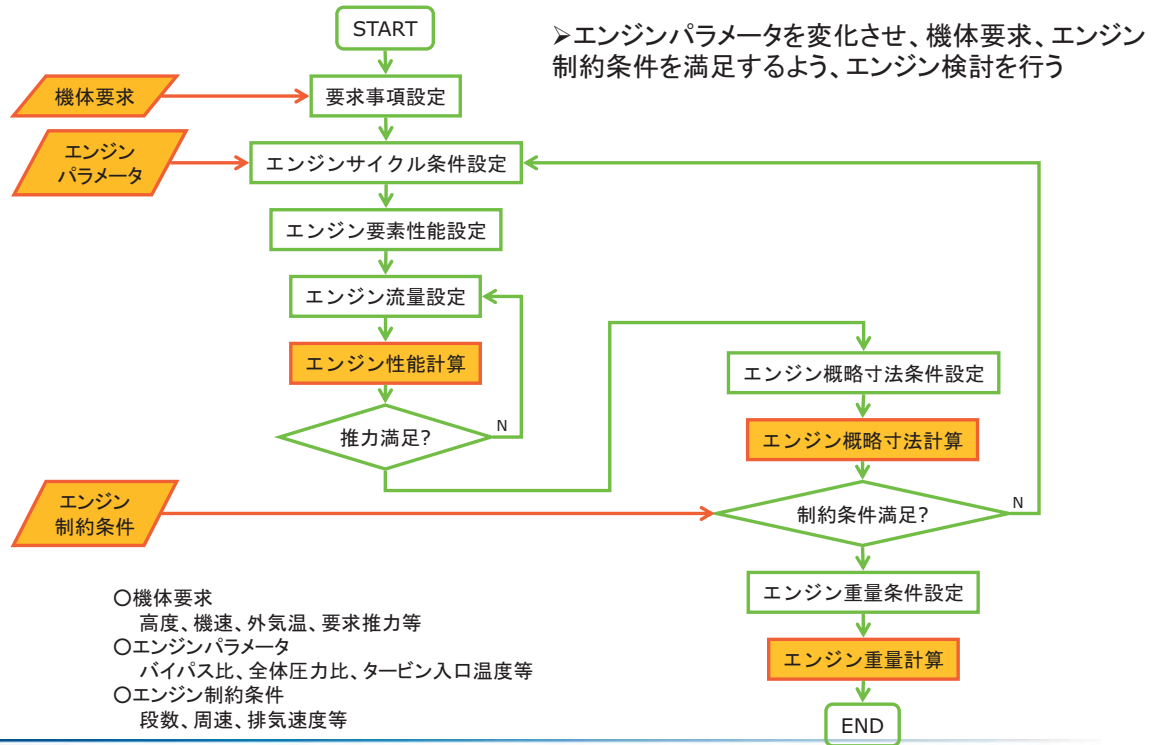 START
➢エンジンパラメータを変化させ、機体要求、エンジン
制約条件を満足するよう、エンジン検討を行う
機体要求
要求事項設定
エンジン
パラメータ
エンジンサイクル条件設定
エンジン要素性能設定
エンジン流量設定
エンジン性能計算
推力満足?
N
エンジン概略寸法条件設定
エンジン概略寸法計算
エンジン
制約条件
制約条件満足?
N
エンジン重量条件設定
エンジン重量計算
END
〇機体要求
高度、機速、外気温、要求推力等
〇エンジンパラメータ
バイパス比、全体圧力比、タービン入口温度等
〇エンジン制約条件
段数、周速、排気速度等